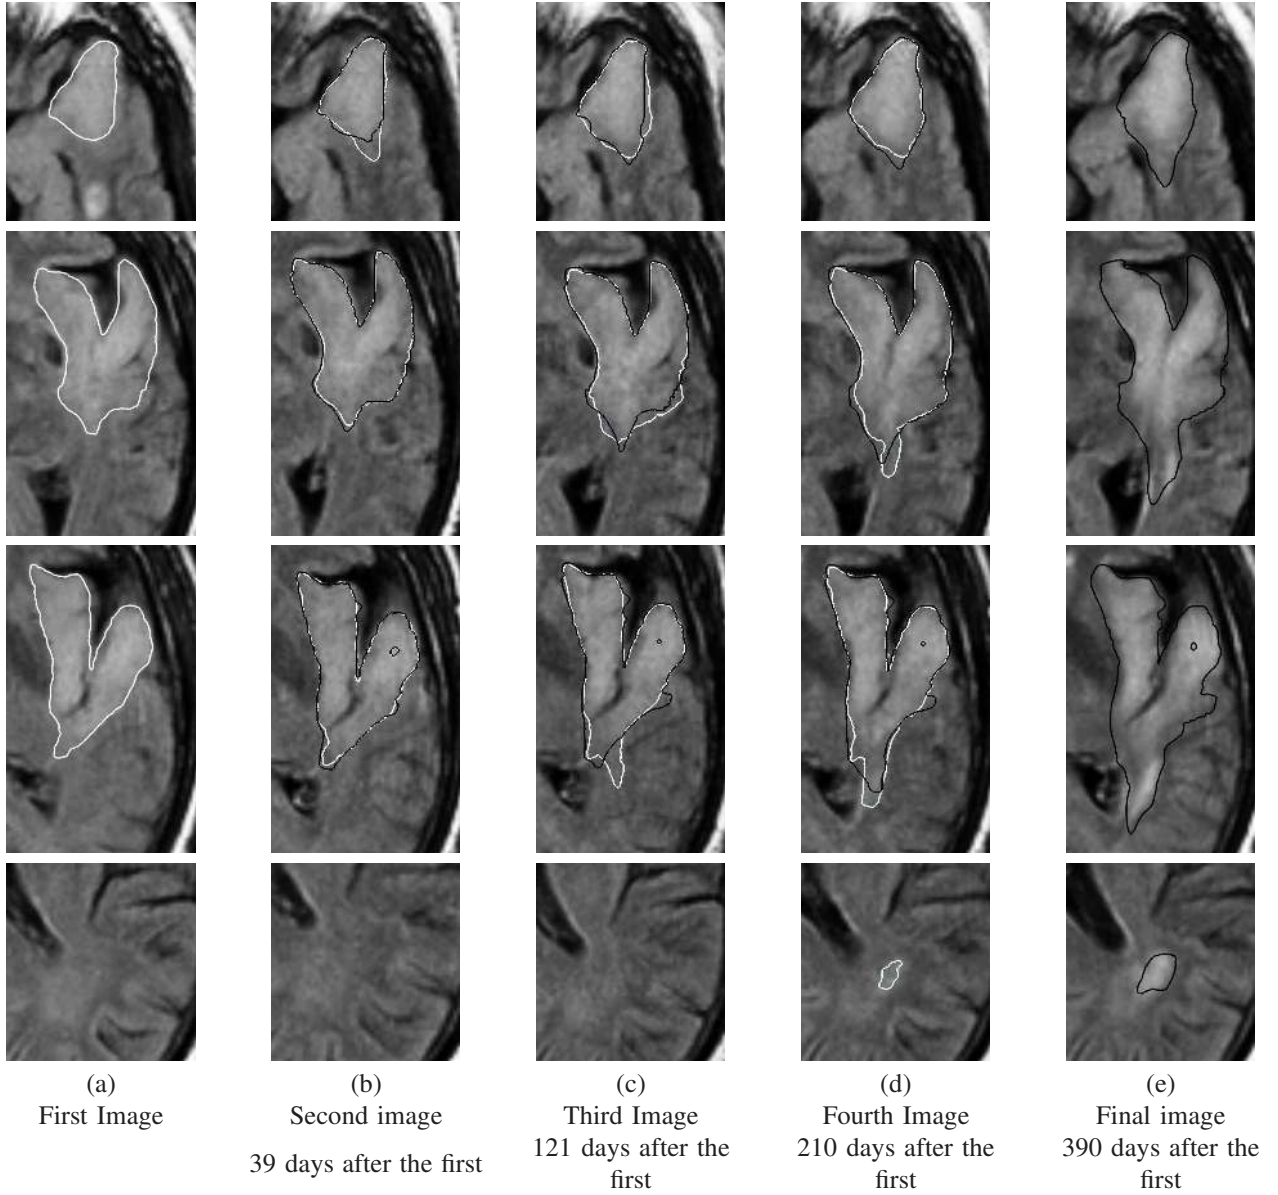 (a)
First Image
(b)
Second image
39 days after the first
(c)
Third Image
121 days after the
first
(d)
Fourth Image
210 days after the
first
(e)
Final image
390 days after the
first